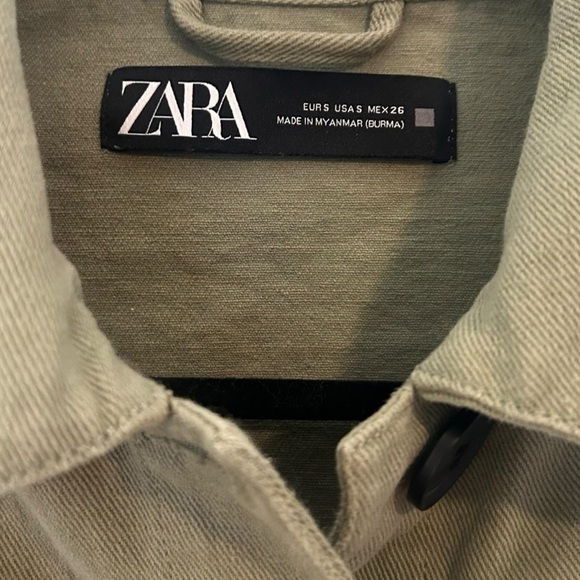 ZARA
EUR S USA S MEX 26
MADE IN MYANMAR (BURMA)